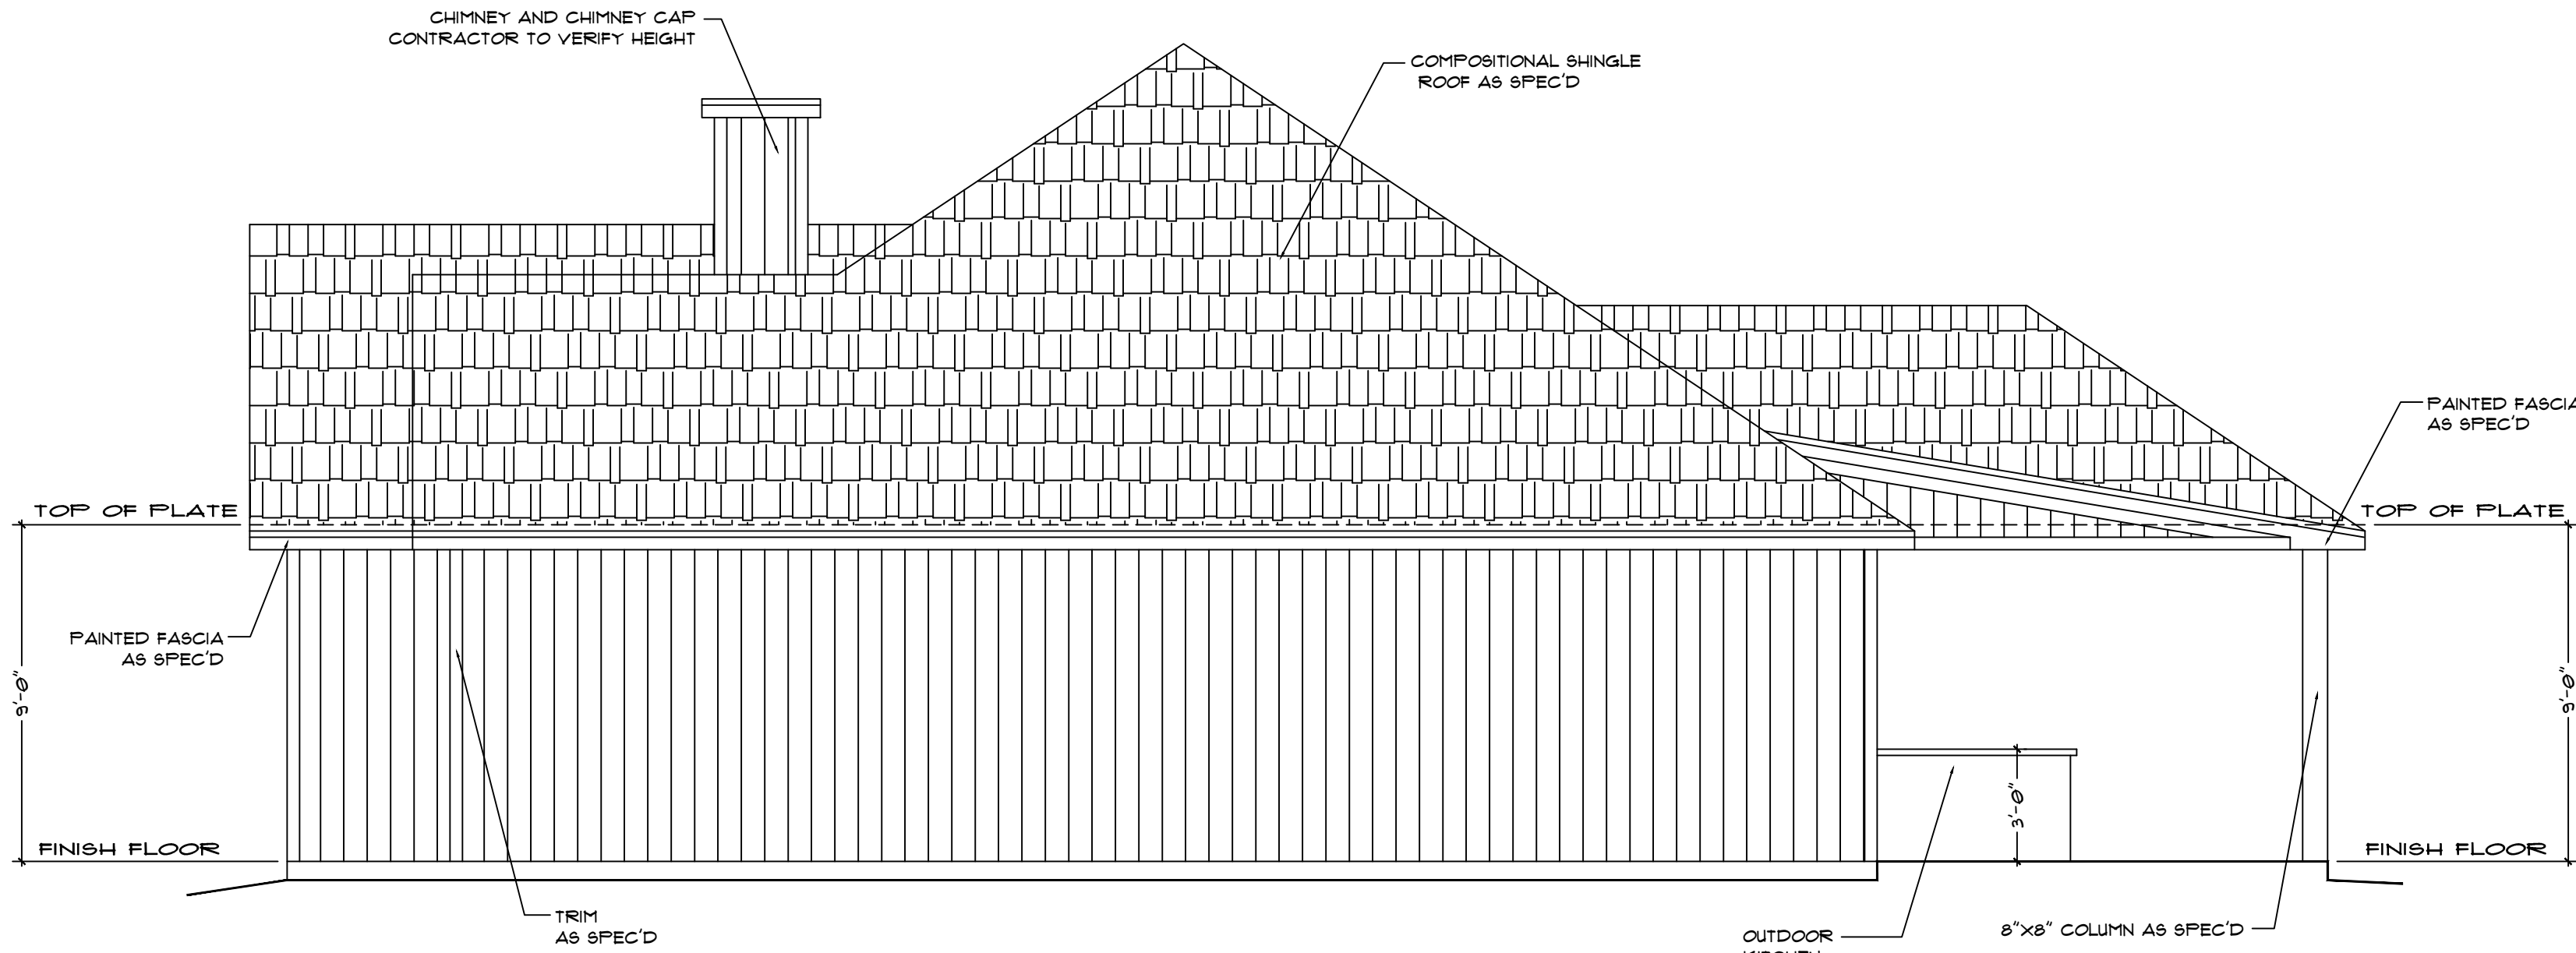 CHIMNEY AND CHIMNEY CAP
CONTRACTOR TO VERIFY HEIGHT
COMPOSITIONAL SHINGLE
ROOF AS SPEC'D
PAINTED FASCIA
AS SPEC'D
TOP OF PLATE
TOP OF PLATE
PAINTED FASCIA
AS SPEC'D
9'-0"
9'-0"
3'-0"
FINISH FLOOR
FINISH FLOOR
TRIM
AS SPEC'D
OUTDOOR
8"X8" COLUMN AS SPEC'D